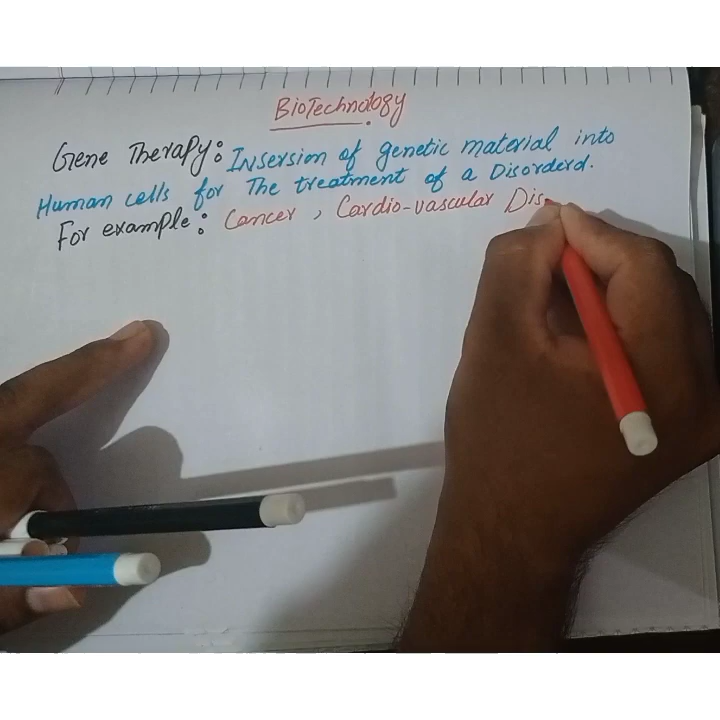 BioTechnology
Gene Therapy: Insersion of genetic material into
Human cells for The treatment of a Disorderd.
For example: Cancer, Cardio-vascular Dis